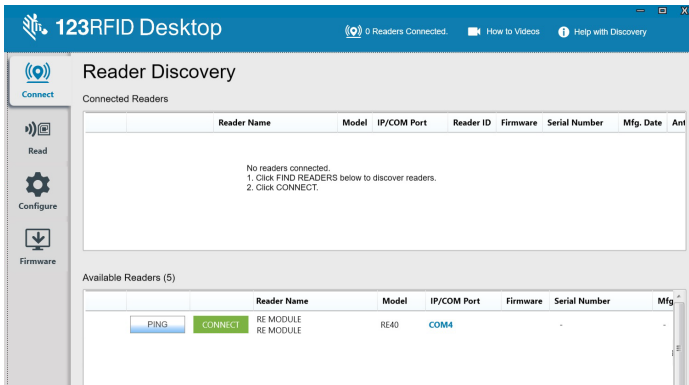 123RFID Desktop
0 Readers Connected. How to Videos Help with Discovery
Connect
Read
Configure
Firmware
Reader Discovery
Connected Readers
Reader Name Model IP/COM Port Reader ID Firmware Serial Number Mfg. Date Ant
No readers connected.
1. Click FIND READERS below to discover readers.
2. Click CONNECT.
Available Readers (5)
Reader Name Model IP/COM Port Firmware Serial Number Mfg
PING CONNECT RE MODULE RE40 COM4 - -
RE MODULE